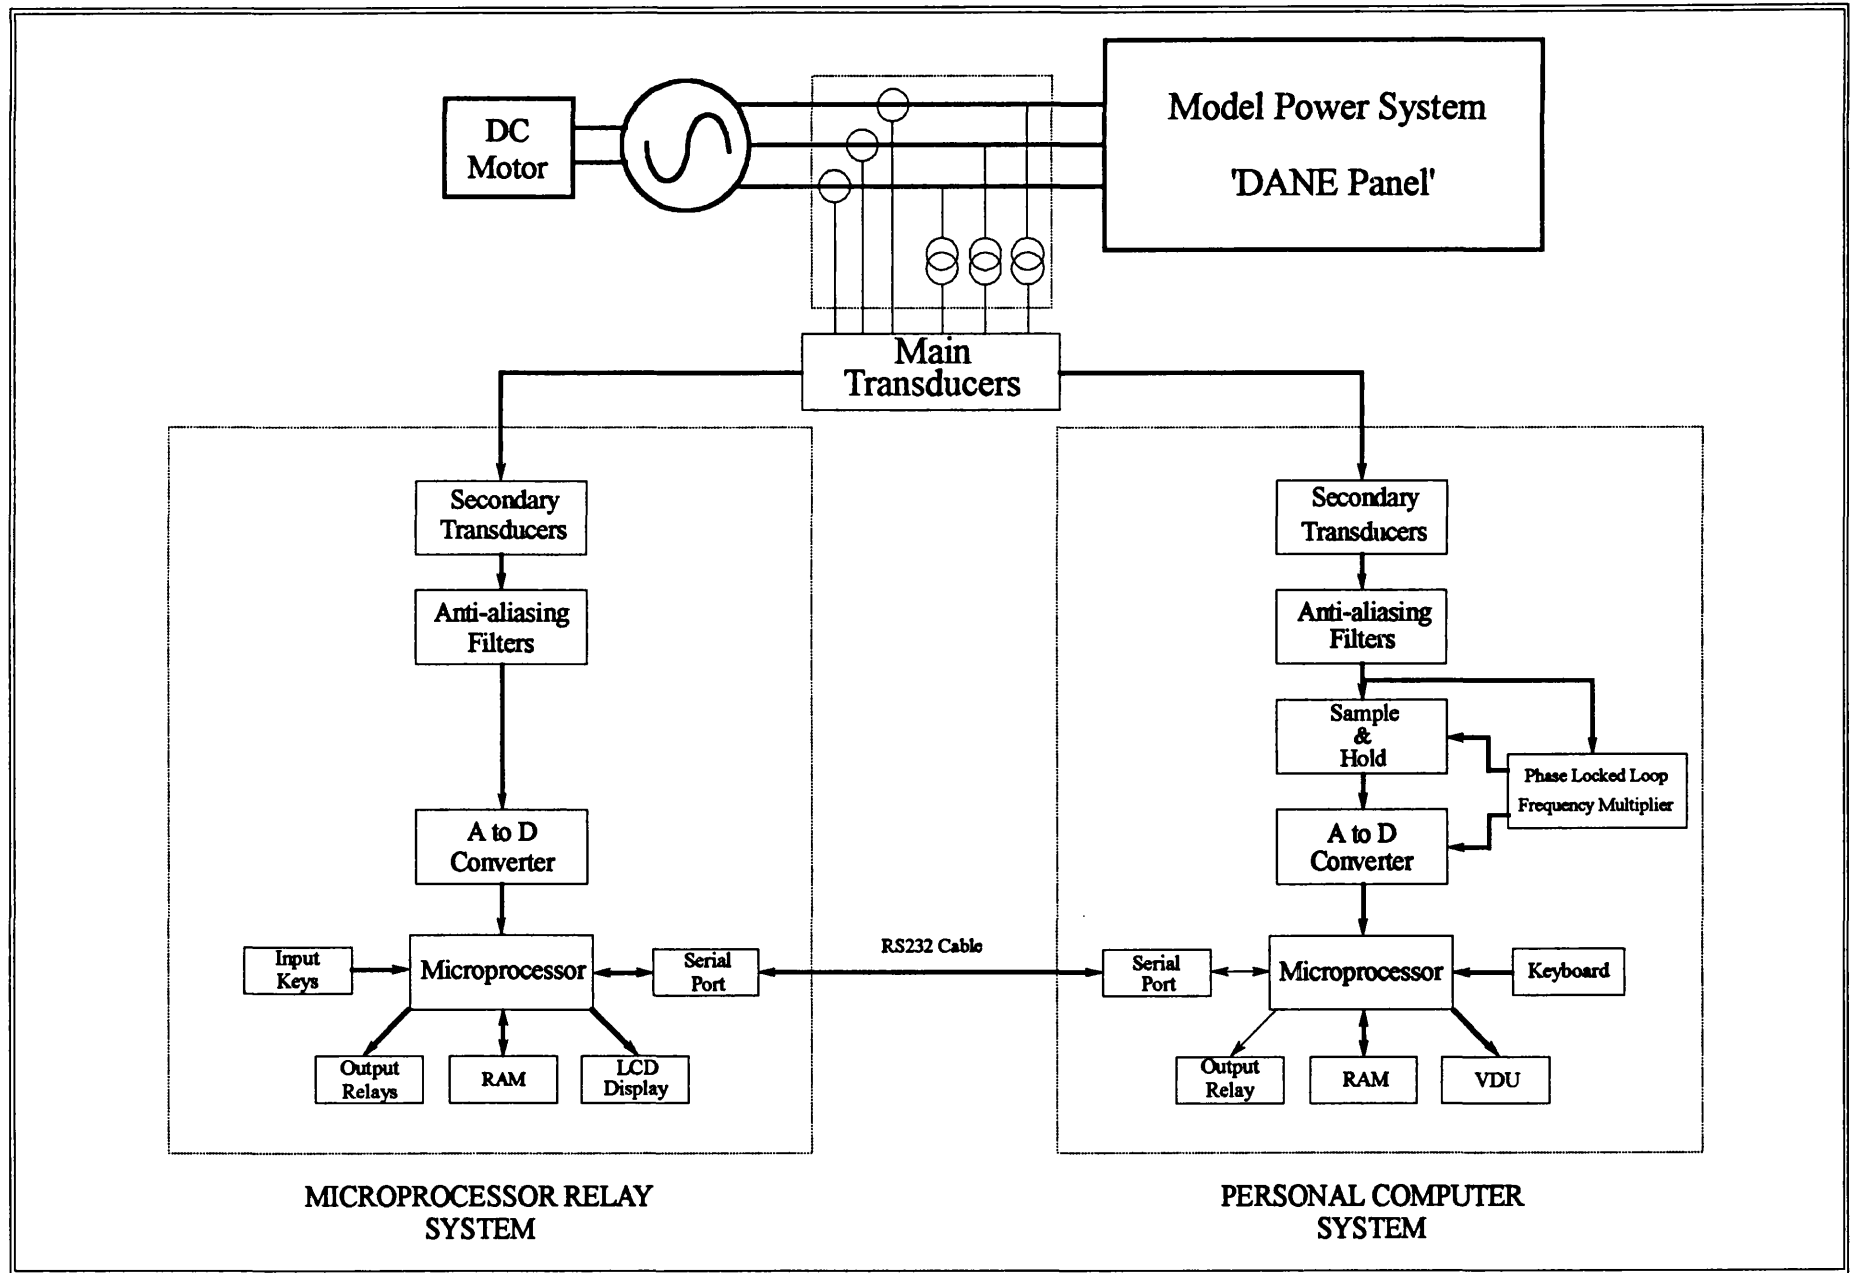 DC
Motor
Model Power System
'DANE Panel'
Main
Transducers
Secondary
Transducers
Anti-aliasing
Filters
A to D
Converter
Input
Keys
Microprocessor
Serial
Port
Output
Relays
RAM
LCD
Display
RS232 Cable
Secondary
Transducers
Anti-aliasing
Filters
Sample
&
Hold
Phase Locked Loop
Frequency Multiplier
A to D
Converter
Serial
Port
Microprocessor
Keyboard
Output
Relay
RAM
VDU
MICROPROCESSOR RELAY
SYSTEM
PERSONAL COMPUTER
SYSTEM